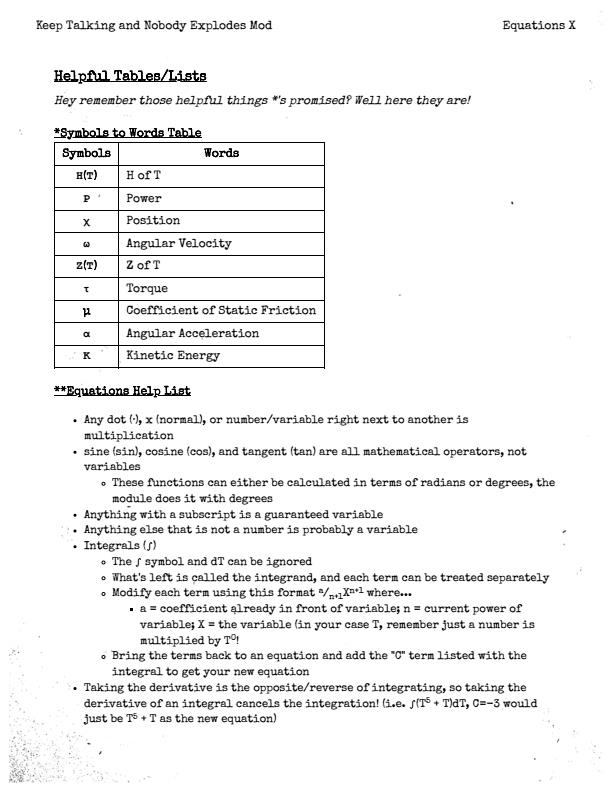 Keep Talking and Nobody Explodes Mod Equations X
Helpful Tables/Lists
Hey remember those helpful things *'s promised? Well here they are!
*Symbols to Words Table
Symbols Words
H(T) H of T
P Power
χ Position
ω Angular Velocity
Z(T) Z of T
τ Torque
μ Coefficient of Static Friction
α Angular Acceleration
K Kinetic Energy
**Equations Help List
• Any dot (·), x (normal), or number/variable right next to another is
multiplication
• sine (sin), cosine (cos), and tangent (tan) are all mathematical operators, not
variables
◦ These functions can either be calculated in terms of radians or degrees, the
module does it with degrees
• Anything with a subscript is a guaranteed variable
• Anything else that is not a number is probably a variable
• Integrals (∫)
◦ The ∫ symbol and dT can be ignored
◦ What's left is called the integrand, and each term can be treated separately
◦ Modify each term using this format ᵃ/ₙ₊₁Xⁿ⁺¹ where...
▪ a = coefficient already in front of variable; n = current power of
variable; X = the variable (in your case T, remember just a number is
multiplied by T⁰!
◦ Bring the terms back to an equation and add the "C" term listed with the
integral to get your new equation
• Taking the derivative is the opposite/reverse of integrating, so taking the
derivative of an integral cancels the integration! (i.e. ∫(T⁵ + T)dT, C=-3 would
just be T⁵ + T as the new equation)